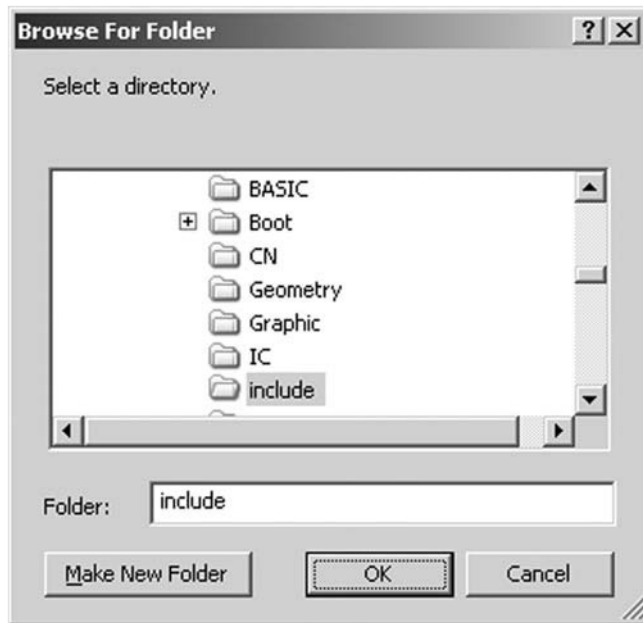 Browse For Folder
Select a directory.
BASIC
Boot
CN
Geometry
Graphic
IC
include
Folder: include
Make New Folder OK Cancel